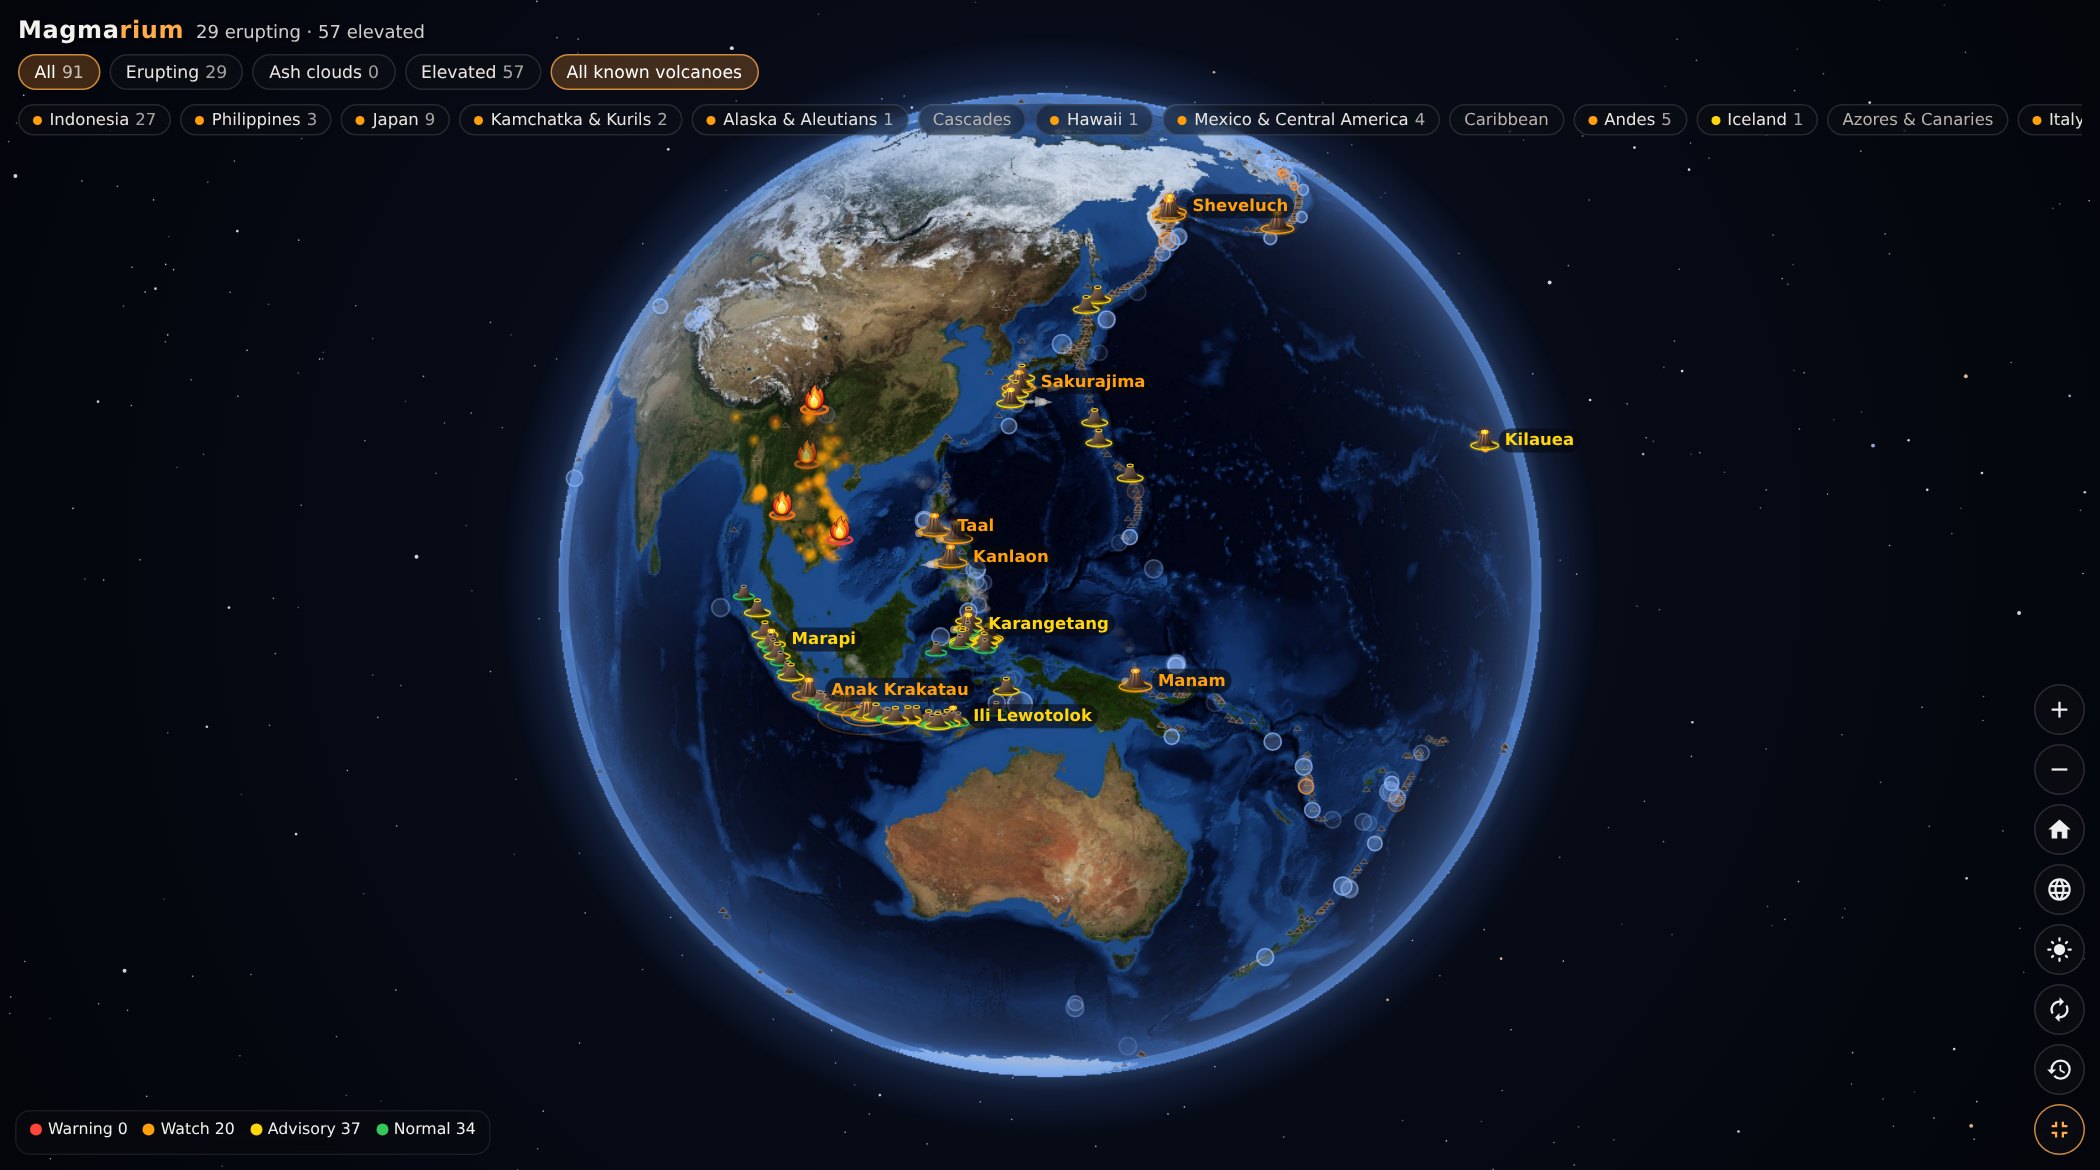 Magmarium 29 erupting · 57 elevated
All 91 Erupting 29 Ash clouds 0 Elevated 57 All known volcanoes
Indonesia 27 Philippines 3 Japan 9 Kamchatka & Kurils 2 Alaska & Aleutians 1 Cascades Hawaii 1 Mexico & Central America 4 Caribbean Andes 5 Iceland 1 Azores & Canaries Italy
Sheveluch
Sakurajima
Kilauea
Taal
Kanlaon
Karangetang
Marapi
Manam
Anak Krakatau
Ili Lewotolok
Warning 0 Watch 20 Advisory 37 Normal 34